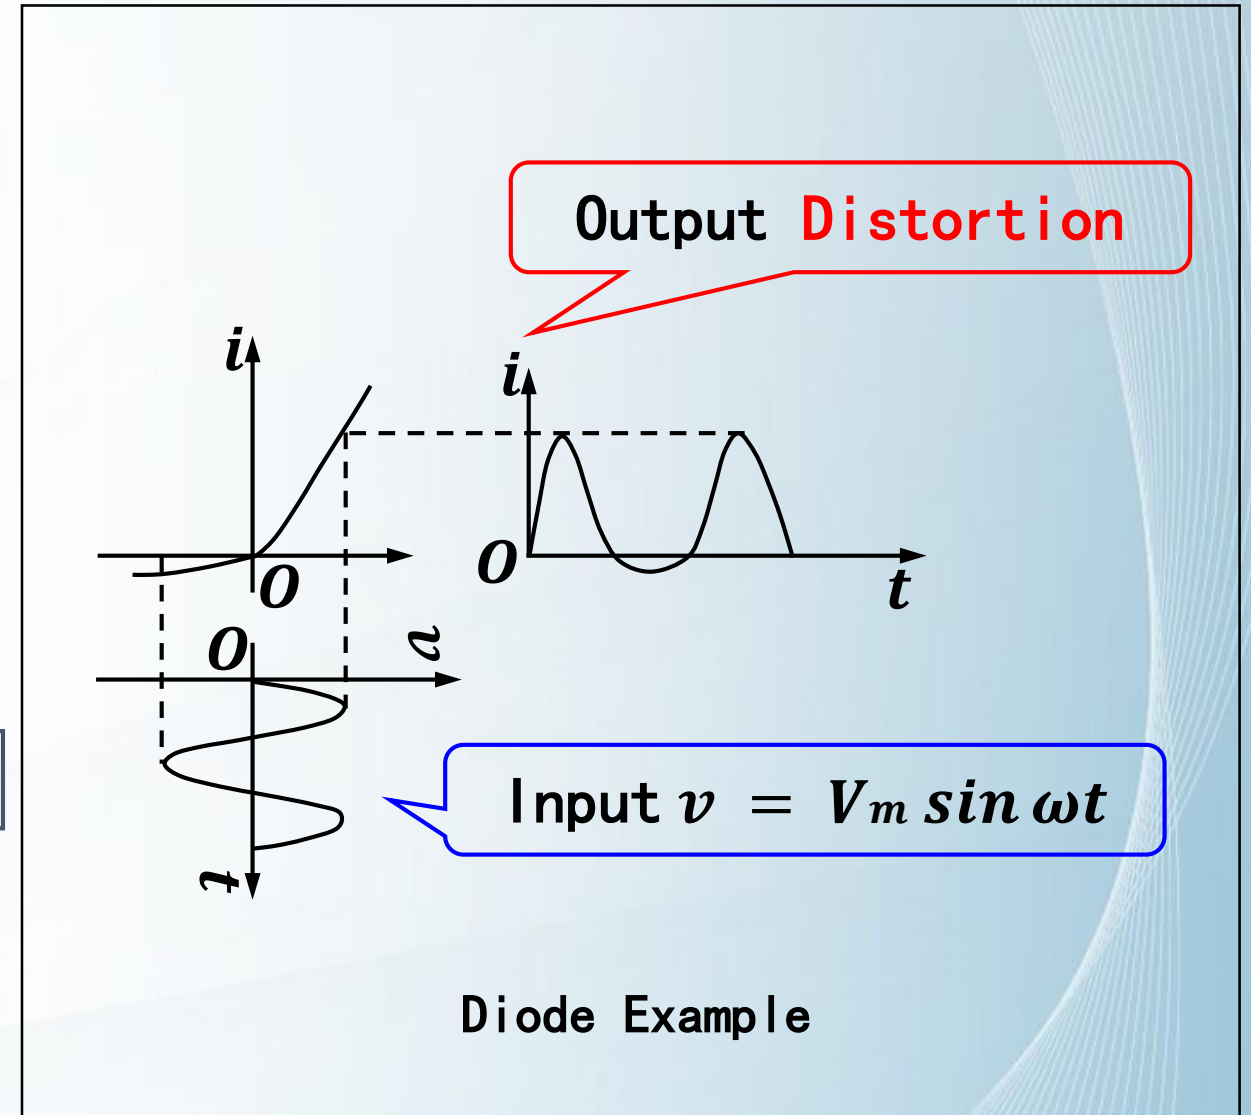 Output Distortion
i
i
O
O
t
O
v
Input v = Vm sin ωt
t
Diode Example